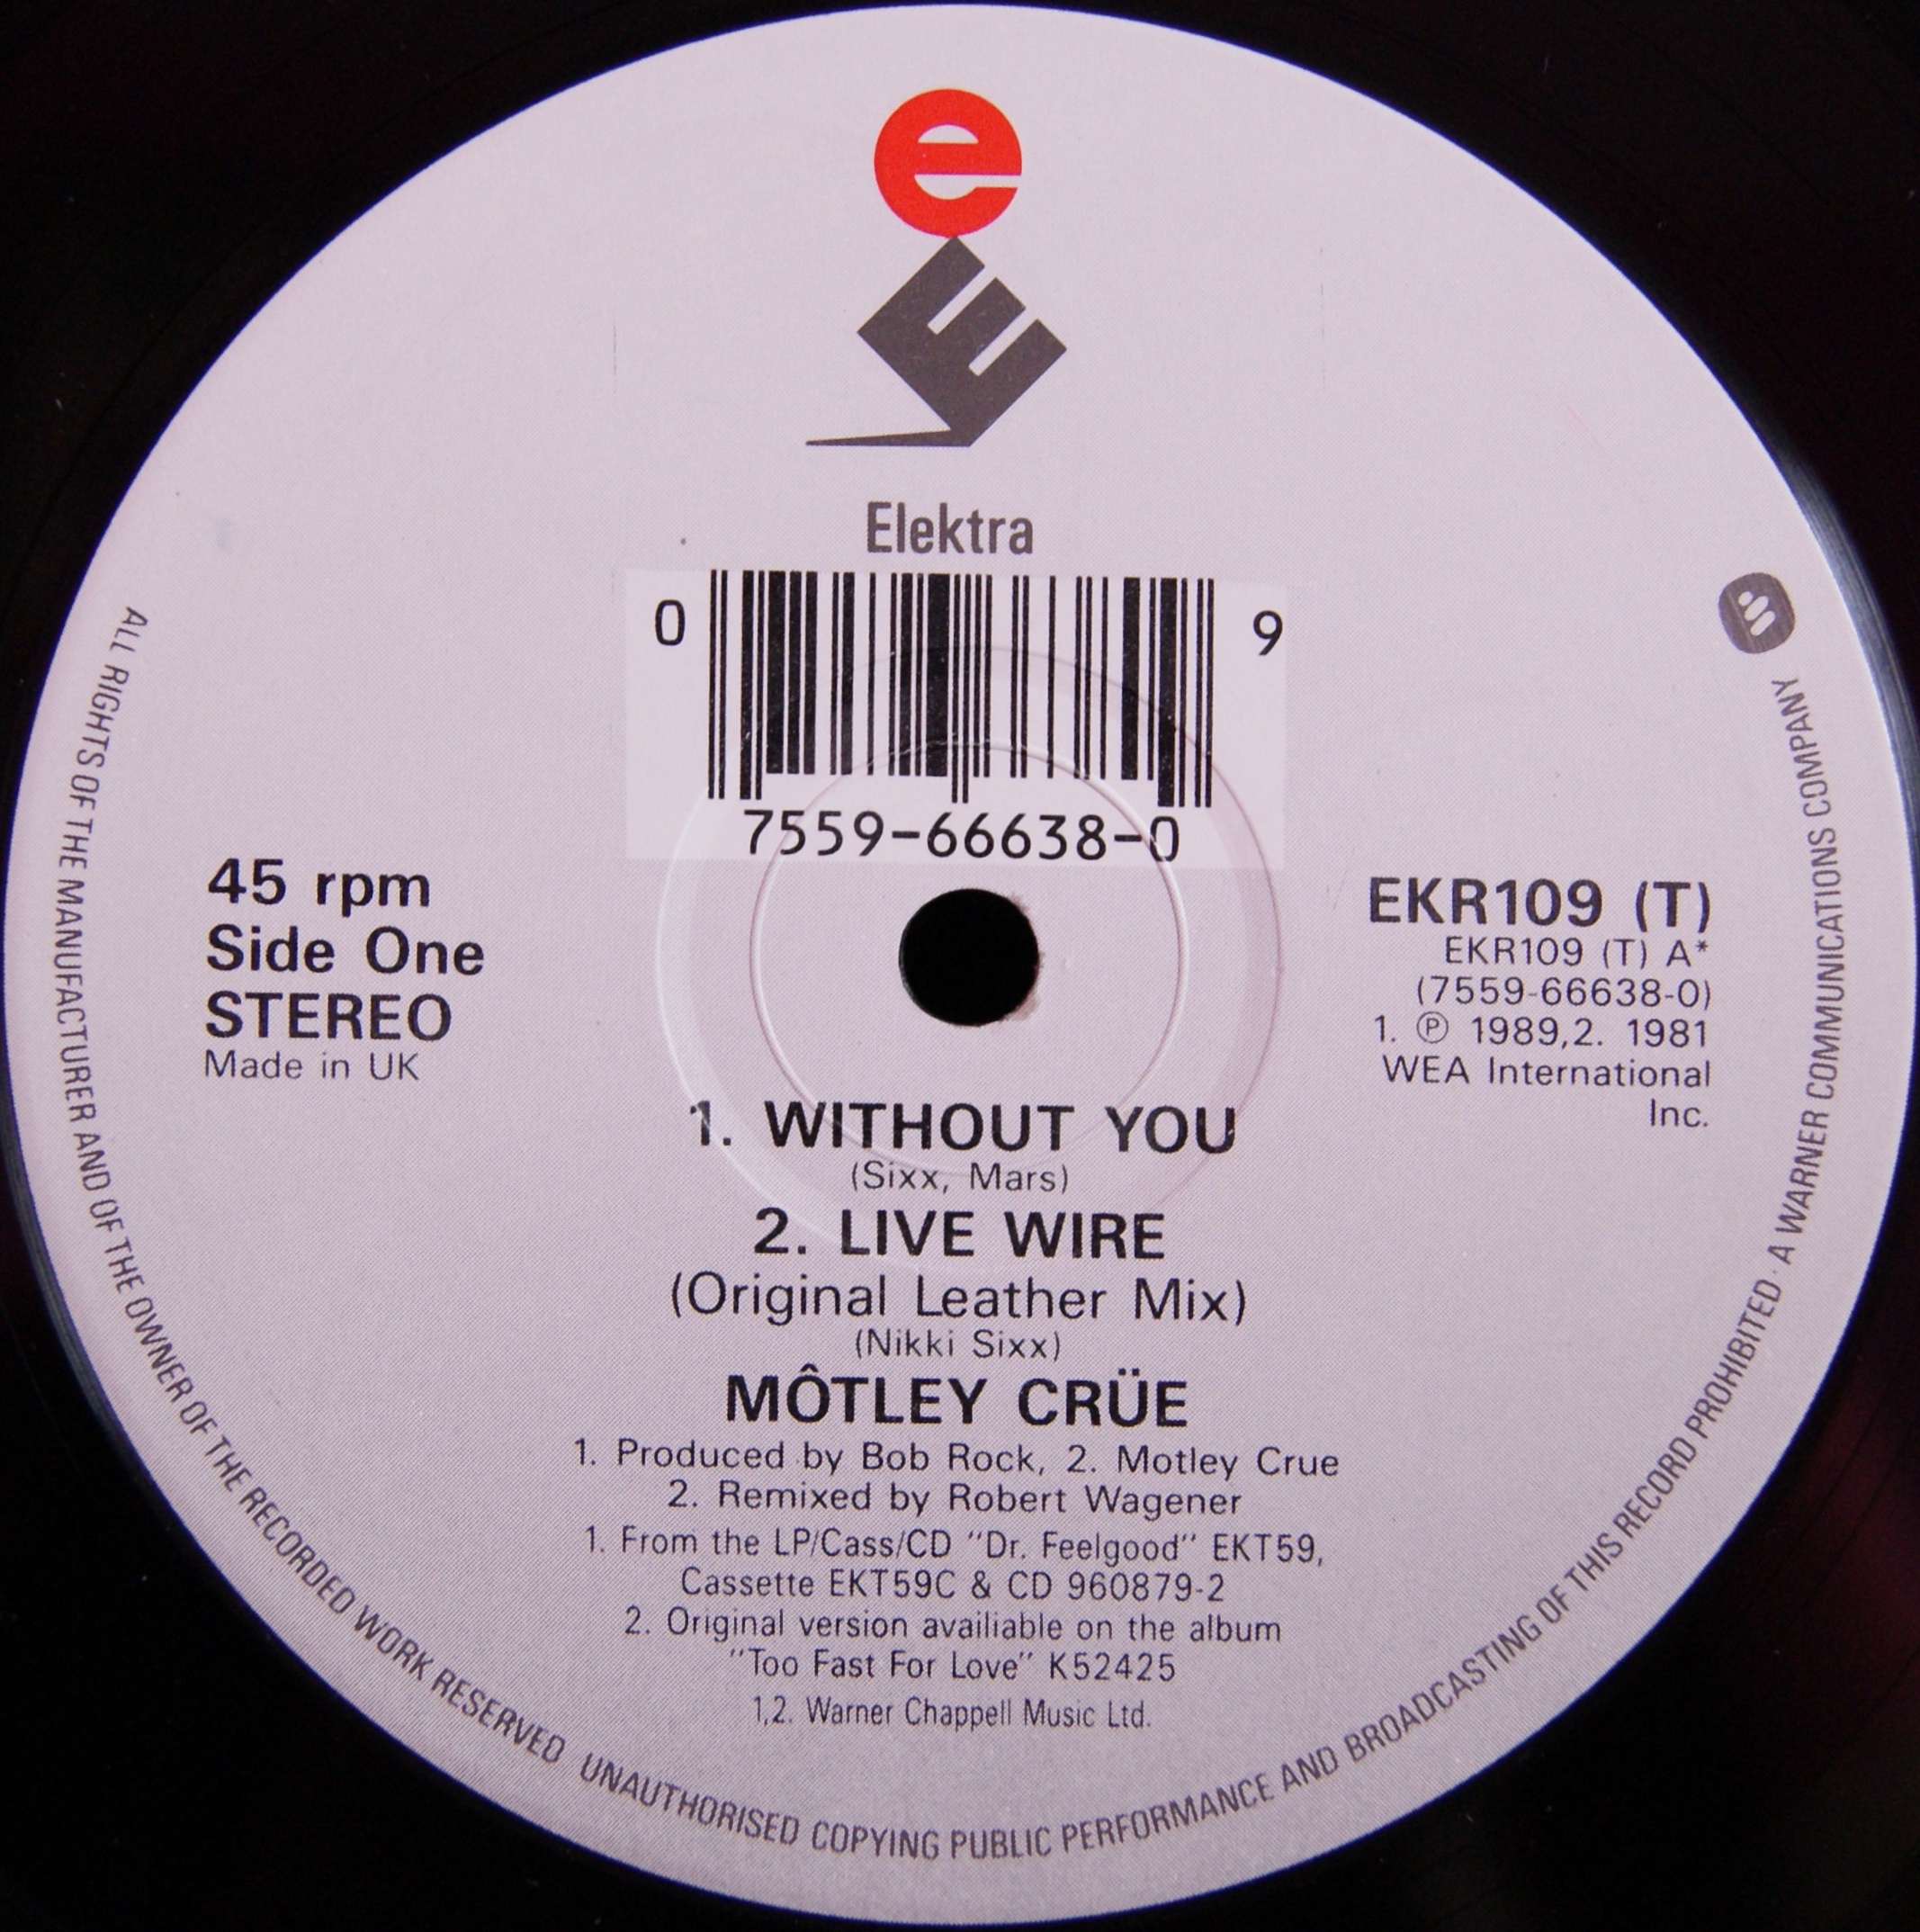 e
E
Elektra
0 9
7559-66638-0
45 rpm
Side One
STEREO
Made in UK
EKR109 (T)
EKR109 (T) A*
(7559-66638-0)
1. ℗ 1989,2. 1981
WEA International
Inc.
1. WITHOUT YOU
(Sixx, Mars)
2. LIVE WIRE
(Original Leather Mix)
(Nikki Sixx)
MÔTLEY CRÜE
1. Produced by Bob Rock, 2. Motley Crue
2. Remixed by Robert Wagener
1. From the LP/Cass/CD "Dr. Feelgood" EKT59,
Cassette EKT59C & CD 960879-2
2. Original version availiable on the album
"Too Fast For Love" K52425
1,2. Warner Chappell Music Ltd.
ALL RIGHTS OF THE MANUFACTURER AND OF THE OWNER OF THE RECORDED WORK RESERVED UNAUTHORISED COPYING PUBLIC PERFORMANCE AND BROADCASTING OF THIS RECORD PROHIBITED · A WARNER COMMUNICATIONS COMPANY